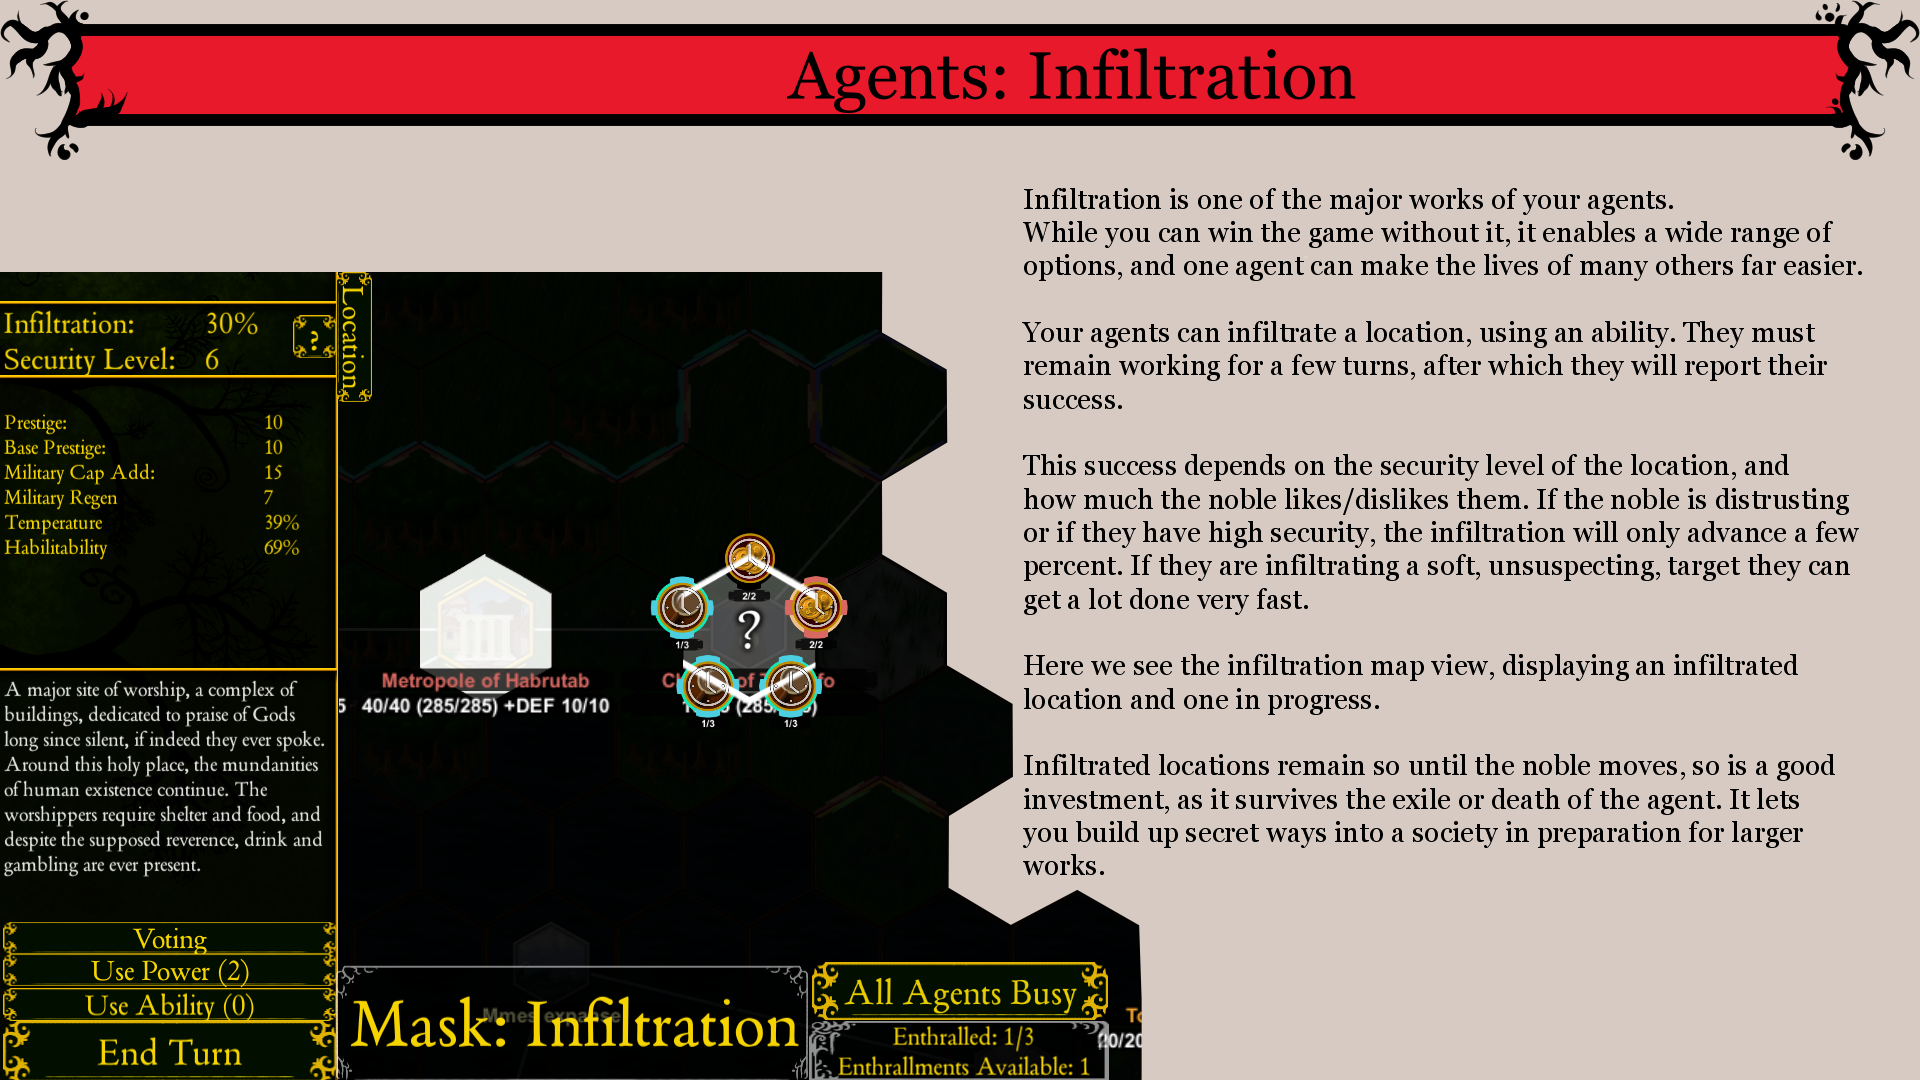 Agents: Infiltration
Infiltration is one of the major works of your agents.
While you can win the game without it, it enables a wide range of
options, and one agent can make the lives of many others far easier.
Your agents can infiltrate a location, using an ability. They must
remain working for a few turns, after which they will report their
success.
This success depends on the security level of the location, and
how much the noble likes/dislikes them. If the noble is distrusting
or if they have high security, the infiltration will only advance a few
percent. If they are infiltrating a soft, unsuspecting, target they can
get a lot done very fast.
Here we see the infiltration map view, displaying an infiltrated
location and one in progress.
Infiltrated locations remain so until the noble moves, so is a good
investment, as it survives the exile or death of the agent. It lets
you build up secret ways into a society in preparation for larger
works.
Infiltration: 30%
Security Level: 6
?
Location
Prestige: 10
Base Prestige: 10
Military Cap Add: 15
Military Regen 7
Temperature 39%
Habilitability 69%
A major site of worship, a complex of
buildings, dedicated to praise of Gods
long since silent, if indeed they ever spoke.
Around this holy place, the mundanities
of human existence continue. The
worshippers require shelter and food, and
despite the supposed reverence, drink and
gambling are ever present.
Voting
Use Power (2)
Use Ability (0)
End Turn
2/2
1/3
?
2/2
Metropole of Habrutab
5 40/40 (285/285) +DEF 10/10
of
1/3
1/3
Mmes expanse
Mask: Infiltration
All Agents Busy
Enthralled: 1/3
Enthrallments Available: 1